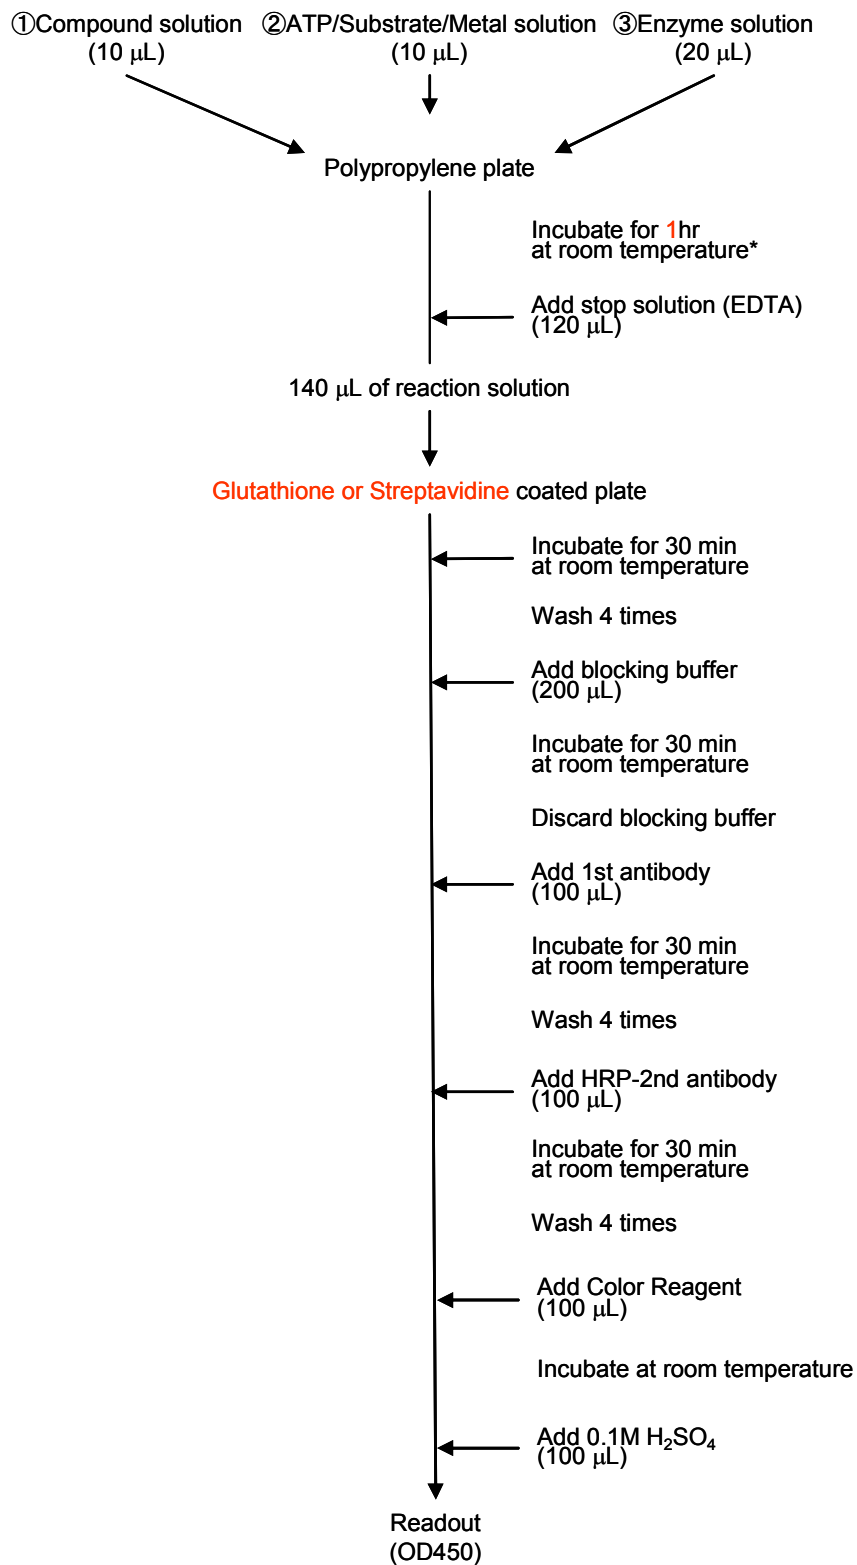 ①Compound solution ②ATP/Substrate/Metal solution ③Enzyme solution
(10 μL) (10 μL) (20 μL)
Polypropylene plate
Incubate for 1hr
at room temperature*
Add stop solution (EDTA)
(120 μL)
140 μL of reaction solution
Glutathione or Streptavidine coated plate
Incubate for 30 min
at room temperature
Wash 4 times
Add blocking buffer
(200 μL)
Incubate for 30 min
at room temperature
Discard blocking buffer
Add 1st antibody
(100 μL)
Incubate for 30 min
at room temperature
Wash 4 times
Add HRP-2nd antibody
(100 μL)
Incubate for 30 min
at room temperature
Wash 4 times
Add Color Reagent
(100 μL)
Incubate at room temperature
Add 0.1M H₂SO₄
(100 μL)
Readout
(OD450)